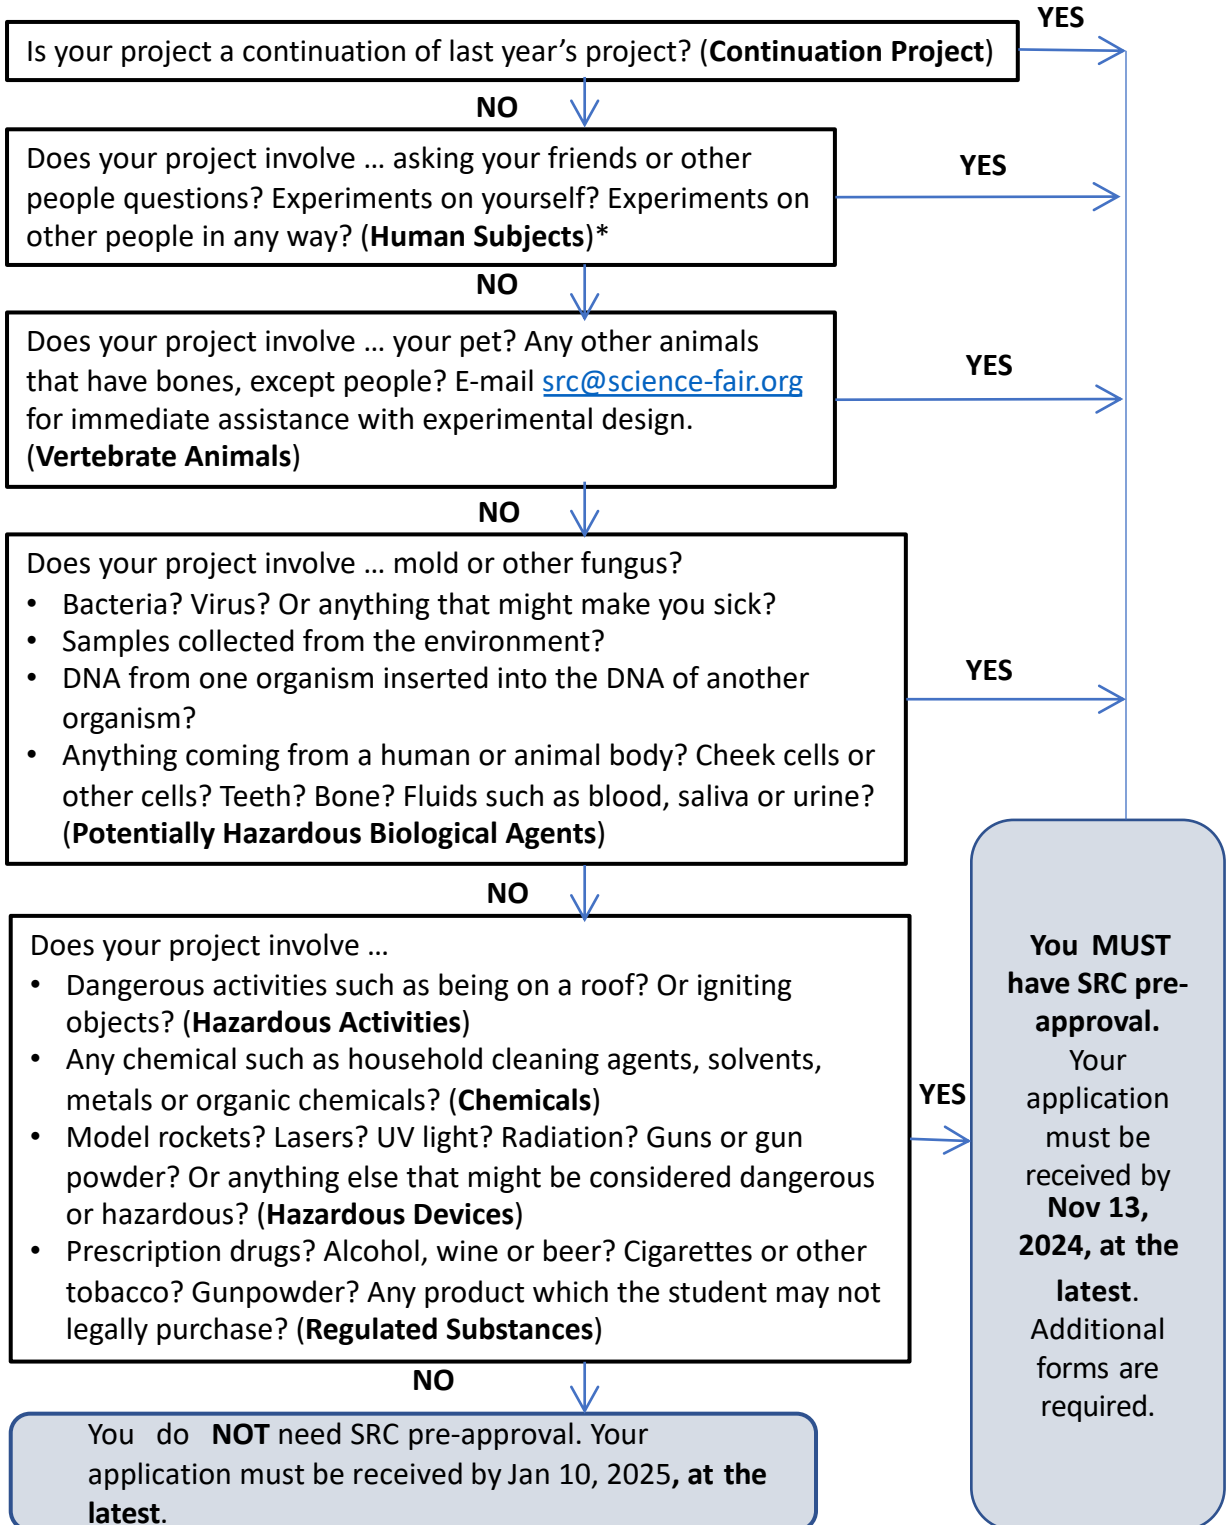 YES
Is your project a continuation of last year’s project? (Continuation Project)
NO
Does your project involve … asking your friends or other
people questions? Experiments on yourself? Experiments on
other people in any way? (Human Subjects)*
YES
NO
Does your project involve … your pet? Any other animals
that have bones, except people? E-mail src@science-fair.org
for immediate assistance with experimental design.
(Vertebrate Animals)
YES
NO
Does your project involve … mold or other fungus?
• Bacteria? Virus? Or anything that might make you sick?
• Samples collected from the environment?
• DNA from one organism inserted into the DNA of another
organism?
• Anything coming from a human or animal body? Cheek cells or
other cells? Teeth? Bone? Fluids such as blood, saliva or urine?
(Potentially Hazardous Biological Agents)
YES
NO
Does your project involve …
• Dangerous activities such as being on a roof? Or igniting
objects? (Hazardous Activities)
• Any chemical such as household cleaning agents, solvents,
metals or organic chemicals? (Chemicals)
• Model rockets? Lasers? UV light? Radiation? Guns or gun
powder? Or anything else that might be considered dangerous
or hazardous? (Hazardous Devices)
• Prescription drugs? Alcohol, wine or beer? Cigarettes or other
tobacco? Gunpowder? Any product which the student may not
legally purchase? (Regulated Substances)
YES
You MUST
have SRC pre-
approval.
Your
application
must be
received by
Nov 13,
2024, at the
latest.
Additional
forms are
required.
NO
You do NOT need SRC pre-approval. Your
application must be received by Jan 10, 2025, at the
latest.